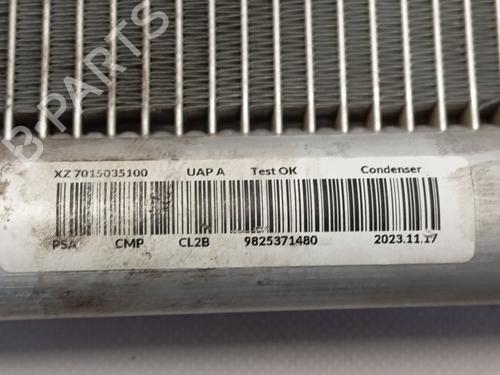 B-PARTS
XZ 7015035100 UAP A Test OK Condenser
PSA CMP CL2B 9825371480 2023.11.17